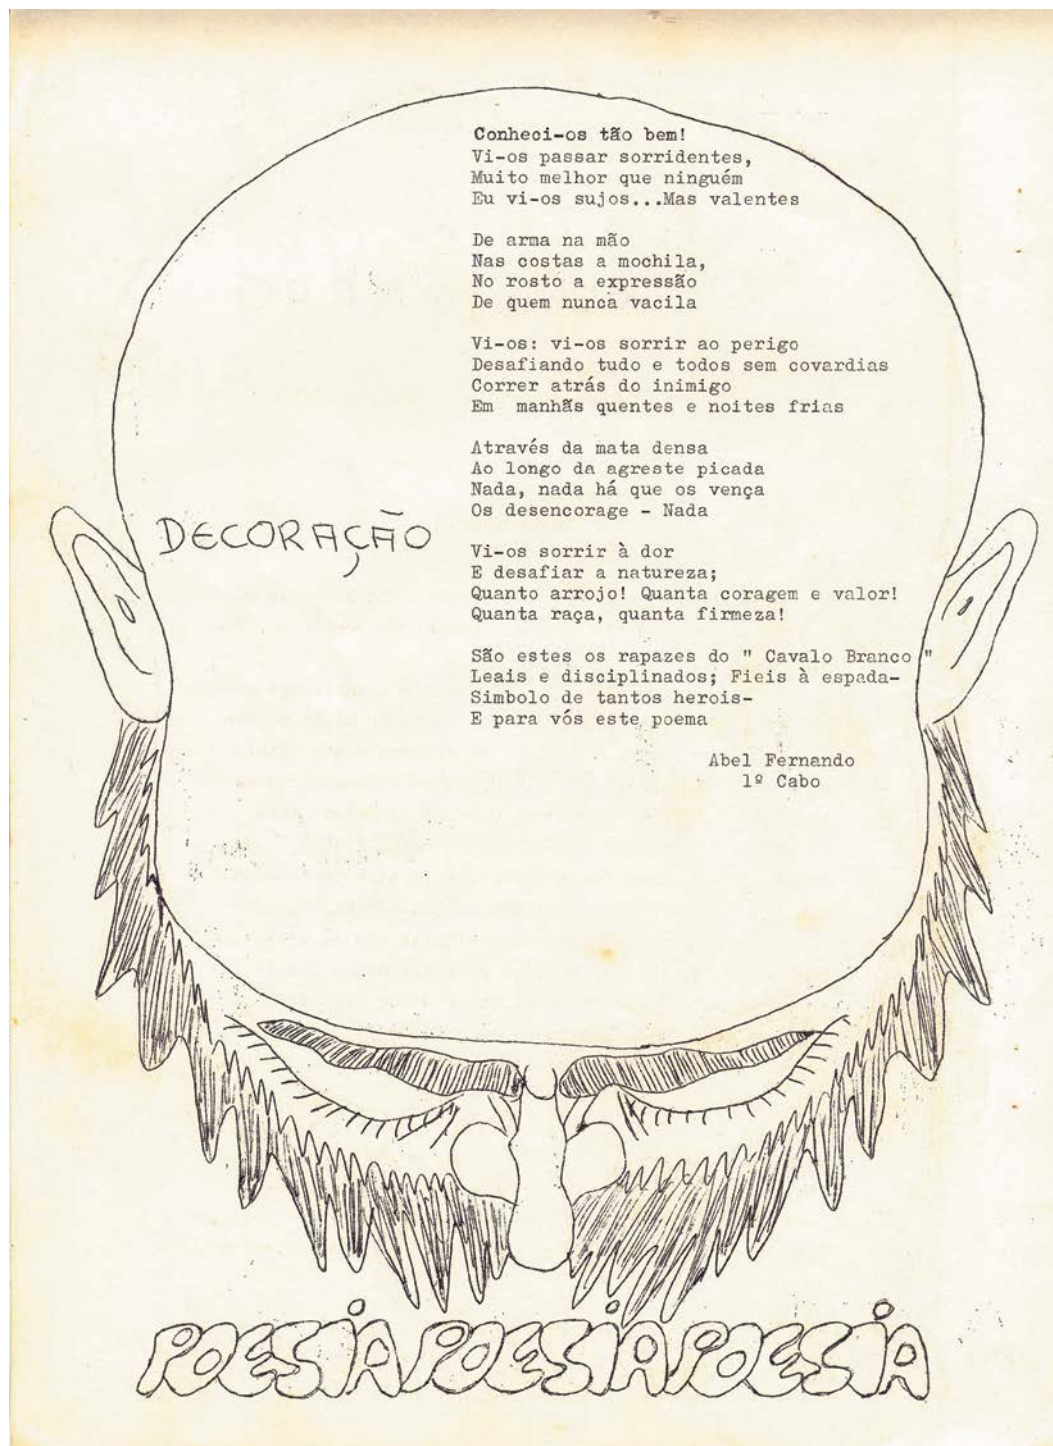 Conheci-os tão bem!
Vi-os passar sorridentes,
Muito melhor que ninguém
Eu vi-os sujos...Mas valentes
De arma na mão
Nas costas a mochila,
No rosto a expressão
De quem nunca vacila
Vi-os: vi-os sorrir ao perigo
Desafiando tudo e todos sem covardias
Correr atrás do inimigo
Em manhãs quentes e noites frias
Através da mata densa
Ao longo da agreste picada
Nada, nada há que os vença
Os desencorage - Nada
DECORAÇÃO
Vi-os sorrir à dor
E desafiar a natureza;
Quanto arrojo! Quanta coragem e valor!
Quanta raça, quanta firmeza!
São estes os rapazes do " Cavalo Branco "
Leais e disciplinados; Fieis à espada-
Simbolo de tantos herois-
E para vós este poema
Abel Fernando
1º Cabo
POESIA POESIA POESIA